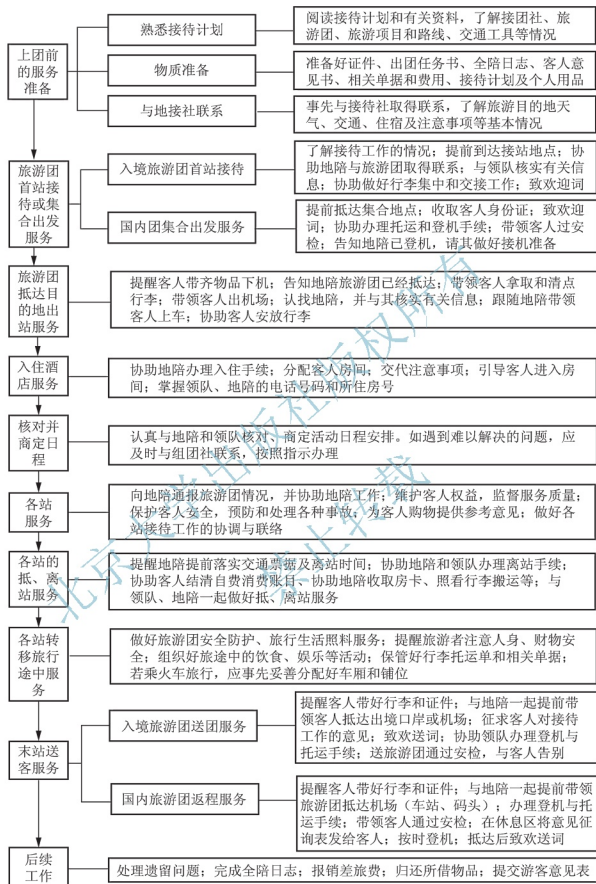 上团前
的服务
准备
熟悉接待计划
阅读接待计划和有关资料，了解接团社、旅
游团、旅游项目和路线、交通工具等情况
物质准备
准备好证件、出团任务书、全陪日志、客人意
见书、相关单据和费用、接待计划及个人用品
与地接社联系
事先与接待社取得联系，了解旅游目的地天
气、交通、住宿及注意事项等基本情况
旅游团
首站接
待或集
合出发
服务
入境旅游团首站接待
了解接待工作的情况；提前到达接站地点；协
助地陪与旅游团取得联系；与领队核实有关信
息；协助做好行李集中和交接工作；致欢迎词
国内团集合出发服务
提前抵达集合地点；收取客人身份证；致欢迎
词；协助办理托运和登机手续；带领客人过安
检；告知地陪已登机，请其做好接机准备
旅游团
抵达目
的地出
站服务
提醒客人带齐物品下机；告知地陪旅游团已经抵达；带领客人拿取和清点
行李；带领客人出机场；认找地陪，并与其核实有关信息；跟随地陪带领
客人上车；协助客人安放行李
入住酒
店服务
协助地陪办理入住手续；分配客人房间；交代注意事项；引导客人进入房
间；掌握领队、地陪的电话号码和所住房号
核对并
商定日
程
认真与地陪和领队核对、商定活动日程安排。如遇到难以解决的问题，应
及时与组团社联系，按照指示办理
各站
服务
向地陪通报旅游团情况，并协助地陪工作；维护客人权益，监督服务质量；
保护客人安全，预防和处理各种事故；为客人购物提供参考意见；做好各
站接待工作的协调与联络
各站的
抵、离
站服务
提醒地陪提前落实交通票据及离站时间；协助地陪和领队办理离站手续；
协助客人结清自费消费账目、协助地陪收取房卡、照看行李搬运等；与
领队、地陪一起做好抵、离站服务
各站转
移旅行
途中服
务
做好旅游团安全防护、旅行生活照料服务；提醒旅游者注意人身、财物安
全；组织好旅途中的饮食、娱乐等活动；保管好行李托运单和相关单据；
若乘火车旅行，应事先妥善分配好车厢和铺位
末站送
客服务
入境旅游团送团服务
提醒客人带好行李和证件；与地陪一起提前带
领客人抵达出境口岸或机场；征求客人对接待
工作的意见；致欢送词；协助领队办理登机与
托运手续；送旅游团通过安检，与客人告别
国内旅游团返程服务
提醒客人带好行李和证件；与地陪一起提前带领
旅游团抵达机场（车站、码头）；办理登机与托
运手续；带领客人通过安检；在休息区将意见征
询表发给客人；按时登机；抵达后致欢送词
后续
工作
处理遗留问题；完成全陪日志；报销差旅费；归还所借物品；提交游客意见表
北京大学出版社版权所有
禁止转载